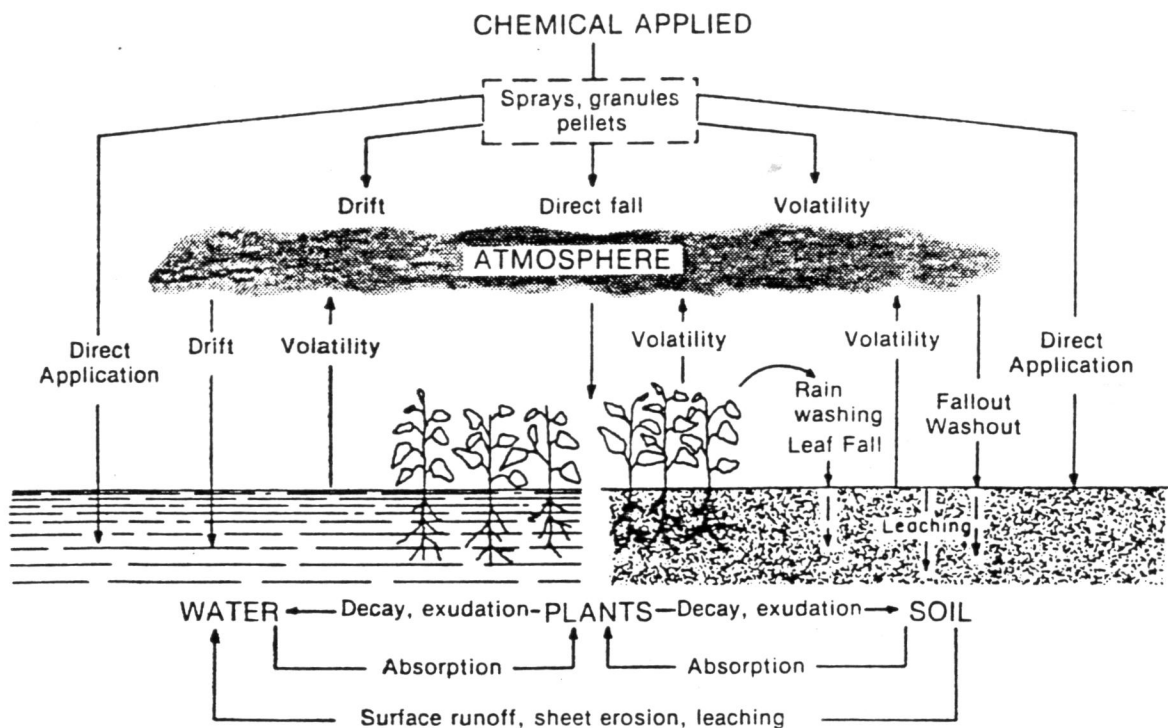 CHEMICAL APPLIED
Sprays, granules
pellets
Drift
Direct fall
Volatility
ATMOSPHERE
Direct
Application
Drift
Volatility
Volatility
Volatility
Direct
Application
Rain
washing
Leaf Fall
Fallout
Washout
Leaching
WATER
Decay, exudation
PLANTS
Decay, exudation
SOIL
Absorption
Absorption
Surface runoff, sheet erosion, leaching